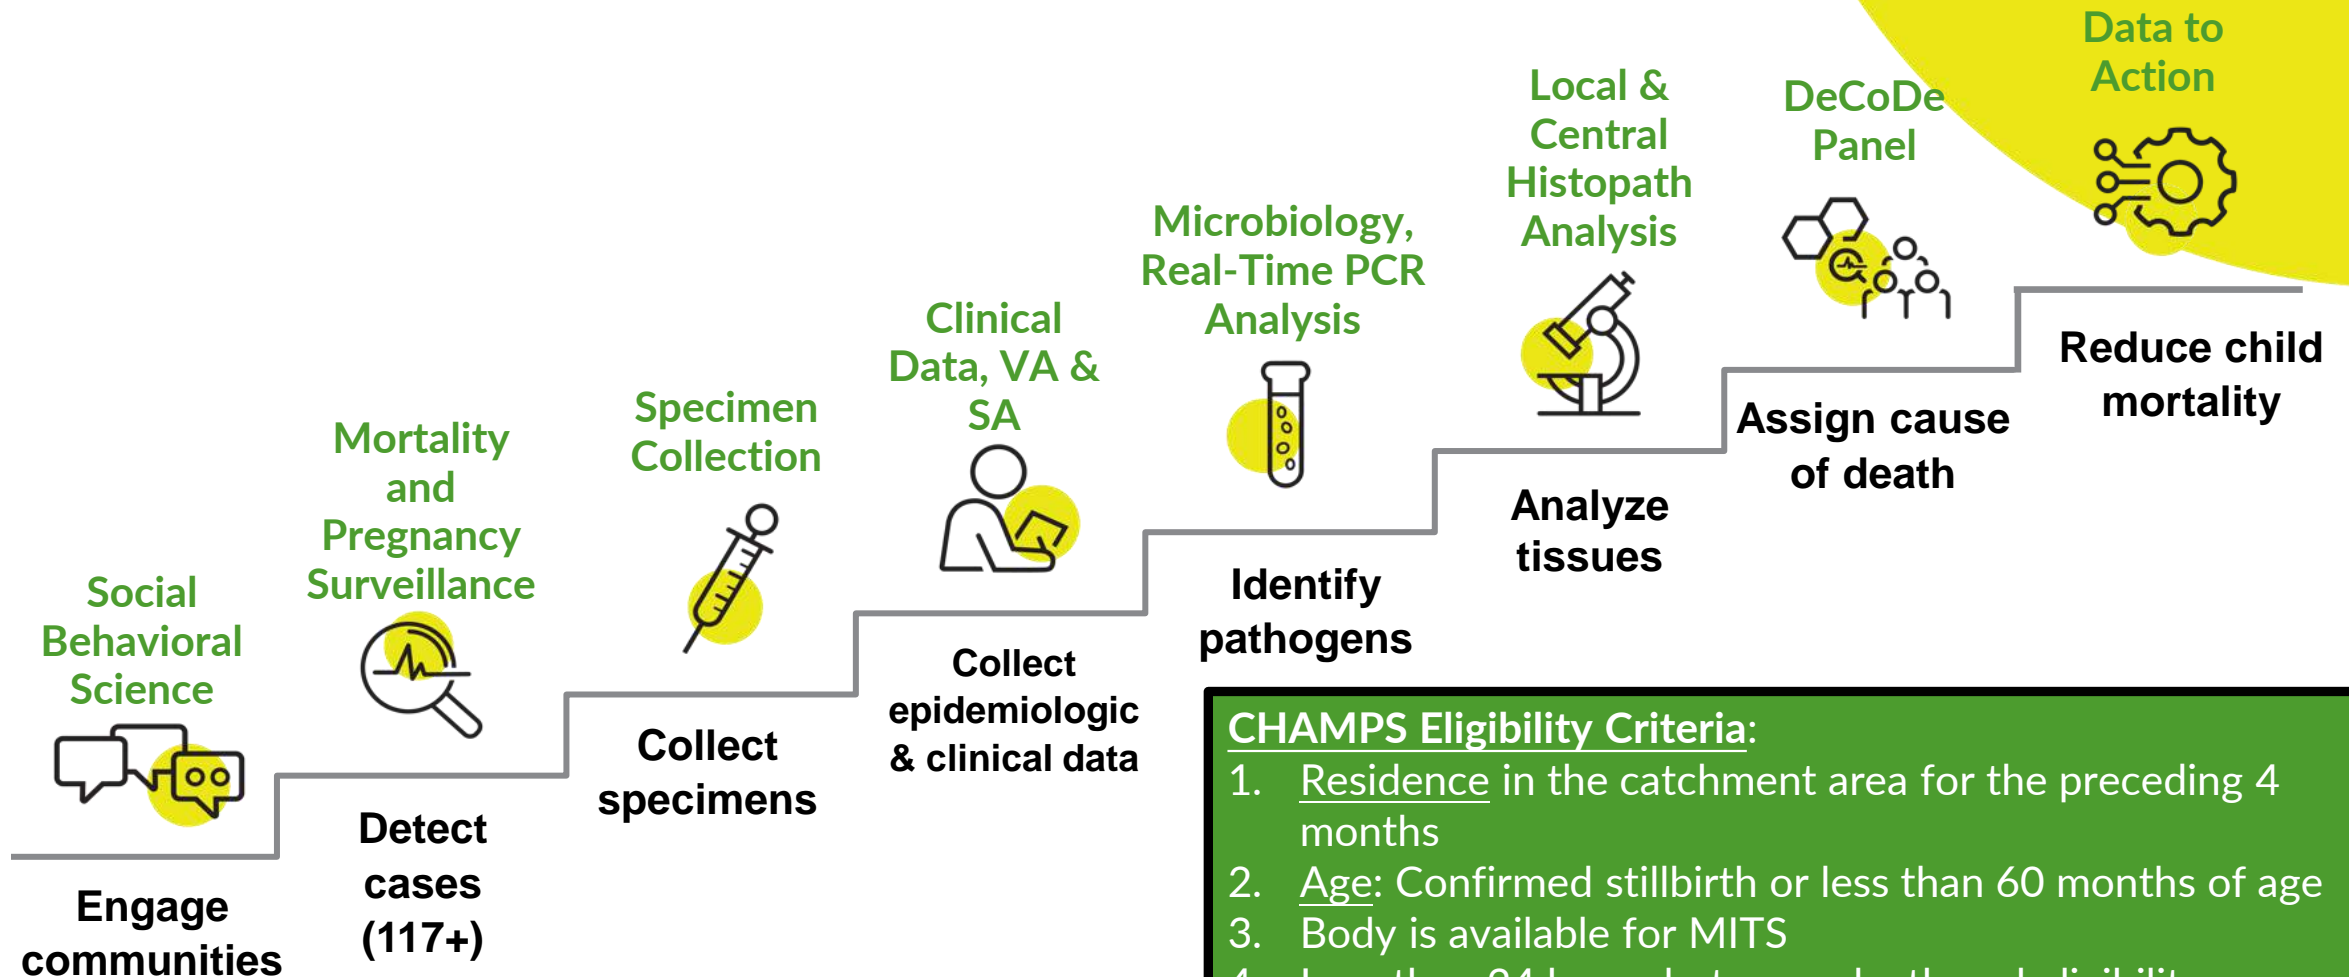 Social
Behavioral
Science
Engage
communities
Mortality
and
Pregnancy
Surveillance
Detect
cases
(117+)
Specimen
Collection
Collect
specimens
Clinical
Data, VA &
SA
Collect
epidemiologic
& clinical data
Microbiology,
Real-Time PCR
Analysis
Identify
pathogens
Local &
Central
Histopath
Analysis
Analyze
tissues
DeCoDe
Panel
Assign cause
of death
Data to
Action
Reduce child
mortality
CHAMPS Eligibility Criteria:
1. Residence in the catchment area for the preceding 4
months
2. Age: Confirmed stillbirth or less than 60 months of age
3. Body is available for MITS